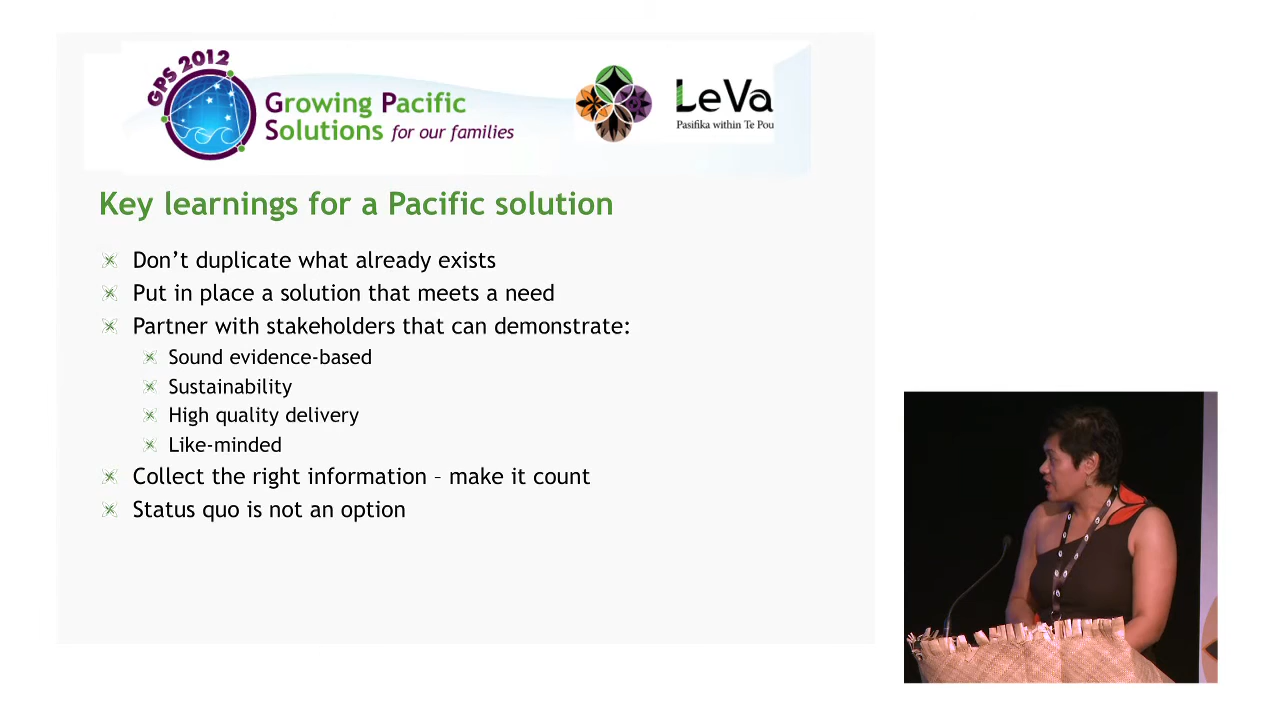 GPS 2012
Growing Pacific
Solutions for our families
LeVa
Pasifika within Te Pou
Key learnings for a Pacific solution
Don’t duplicate what already exists
Put in place a solution that meets a need
Partner with stakeholders that can demonstrate:
Sound evidence-based
Sustainability
High quality delivery
Like-minded
Collect the right information – make it count
Status quo is not an option